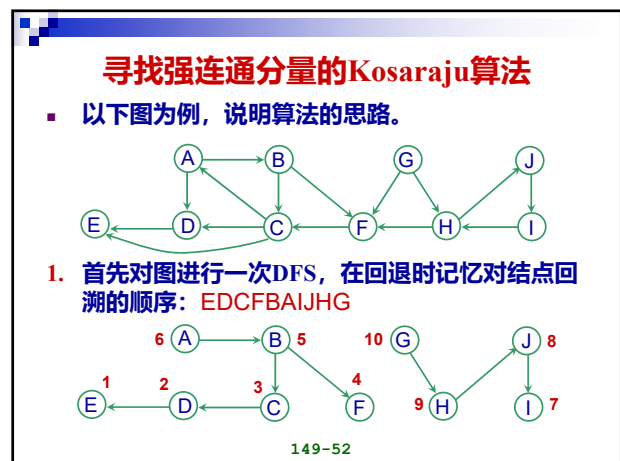 寻找强连通分量的Kosaraju算法
▪ 以下图为例，说明算法的思路。
A B G J
E D C F H I
1. 首先对图进行一次DFS，在回退时记忆对结点回
溯的顺序：EDCFBAIJHG
6 A B 5 10 G J 8
1 2 3 4
E D C F 9 H I 7
149-52